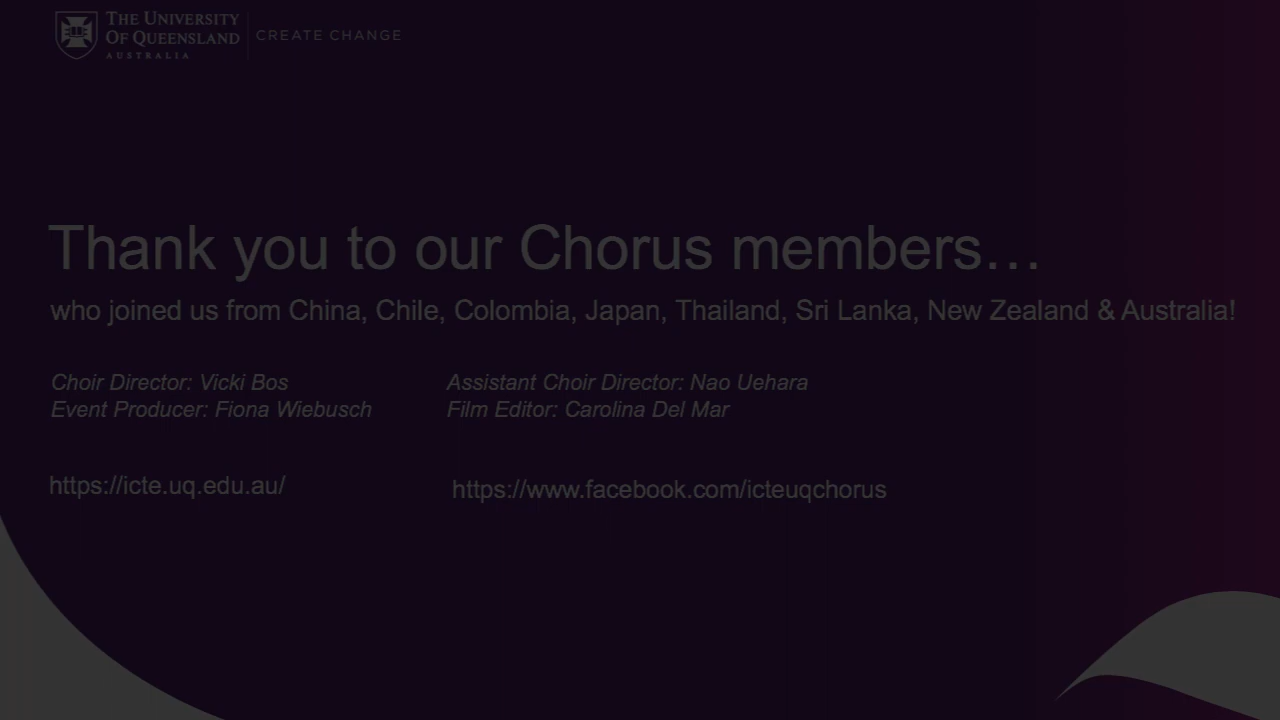 THE UNIVERSITY
OF QUEENSLAND
AUSTRALIA
CREATE CHANGE
Thank you to our Chorus members…
who joined us from China, Chile, Colombia, Japan, Thailand, Sri Lanka, New Zealand & Australia!
Choir Director: Vicki Bos
Assistant Choir Director: Nao Uehara
Event Producer: Fiona Wiebusch
Film Editor: Carolina Del Mar
https://icte.uq.edu.au/
https://www.facebook.com/icteuqchorus